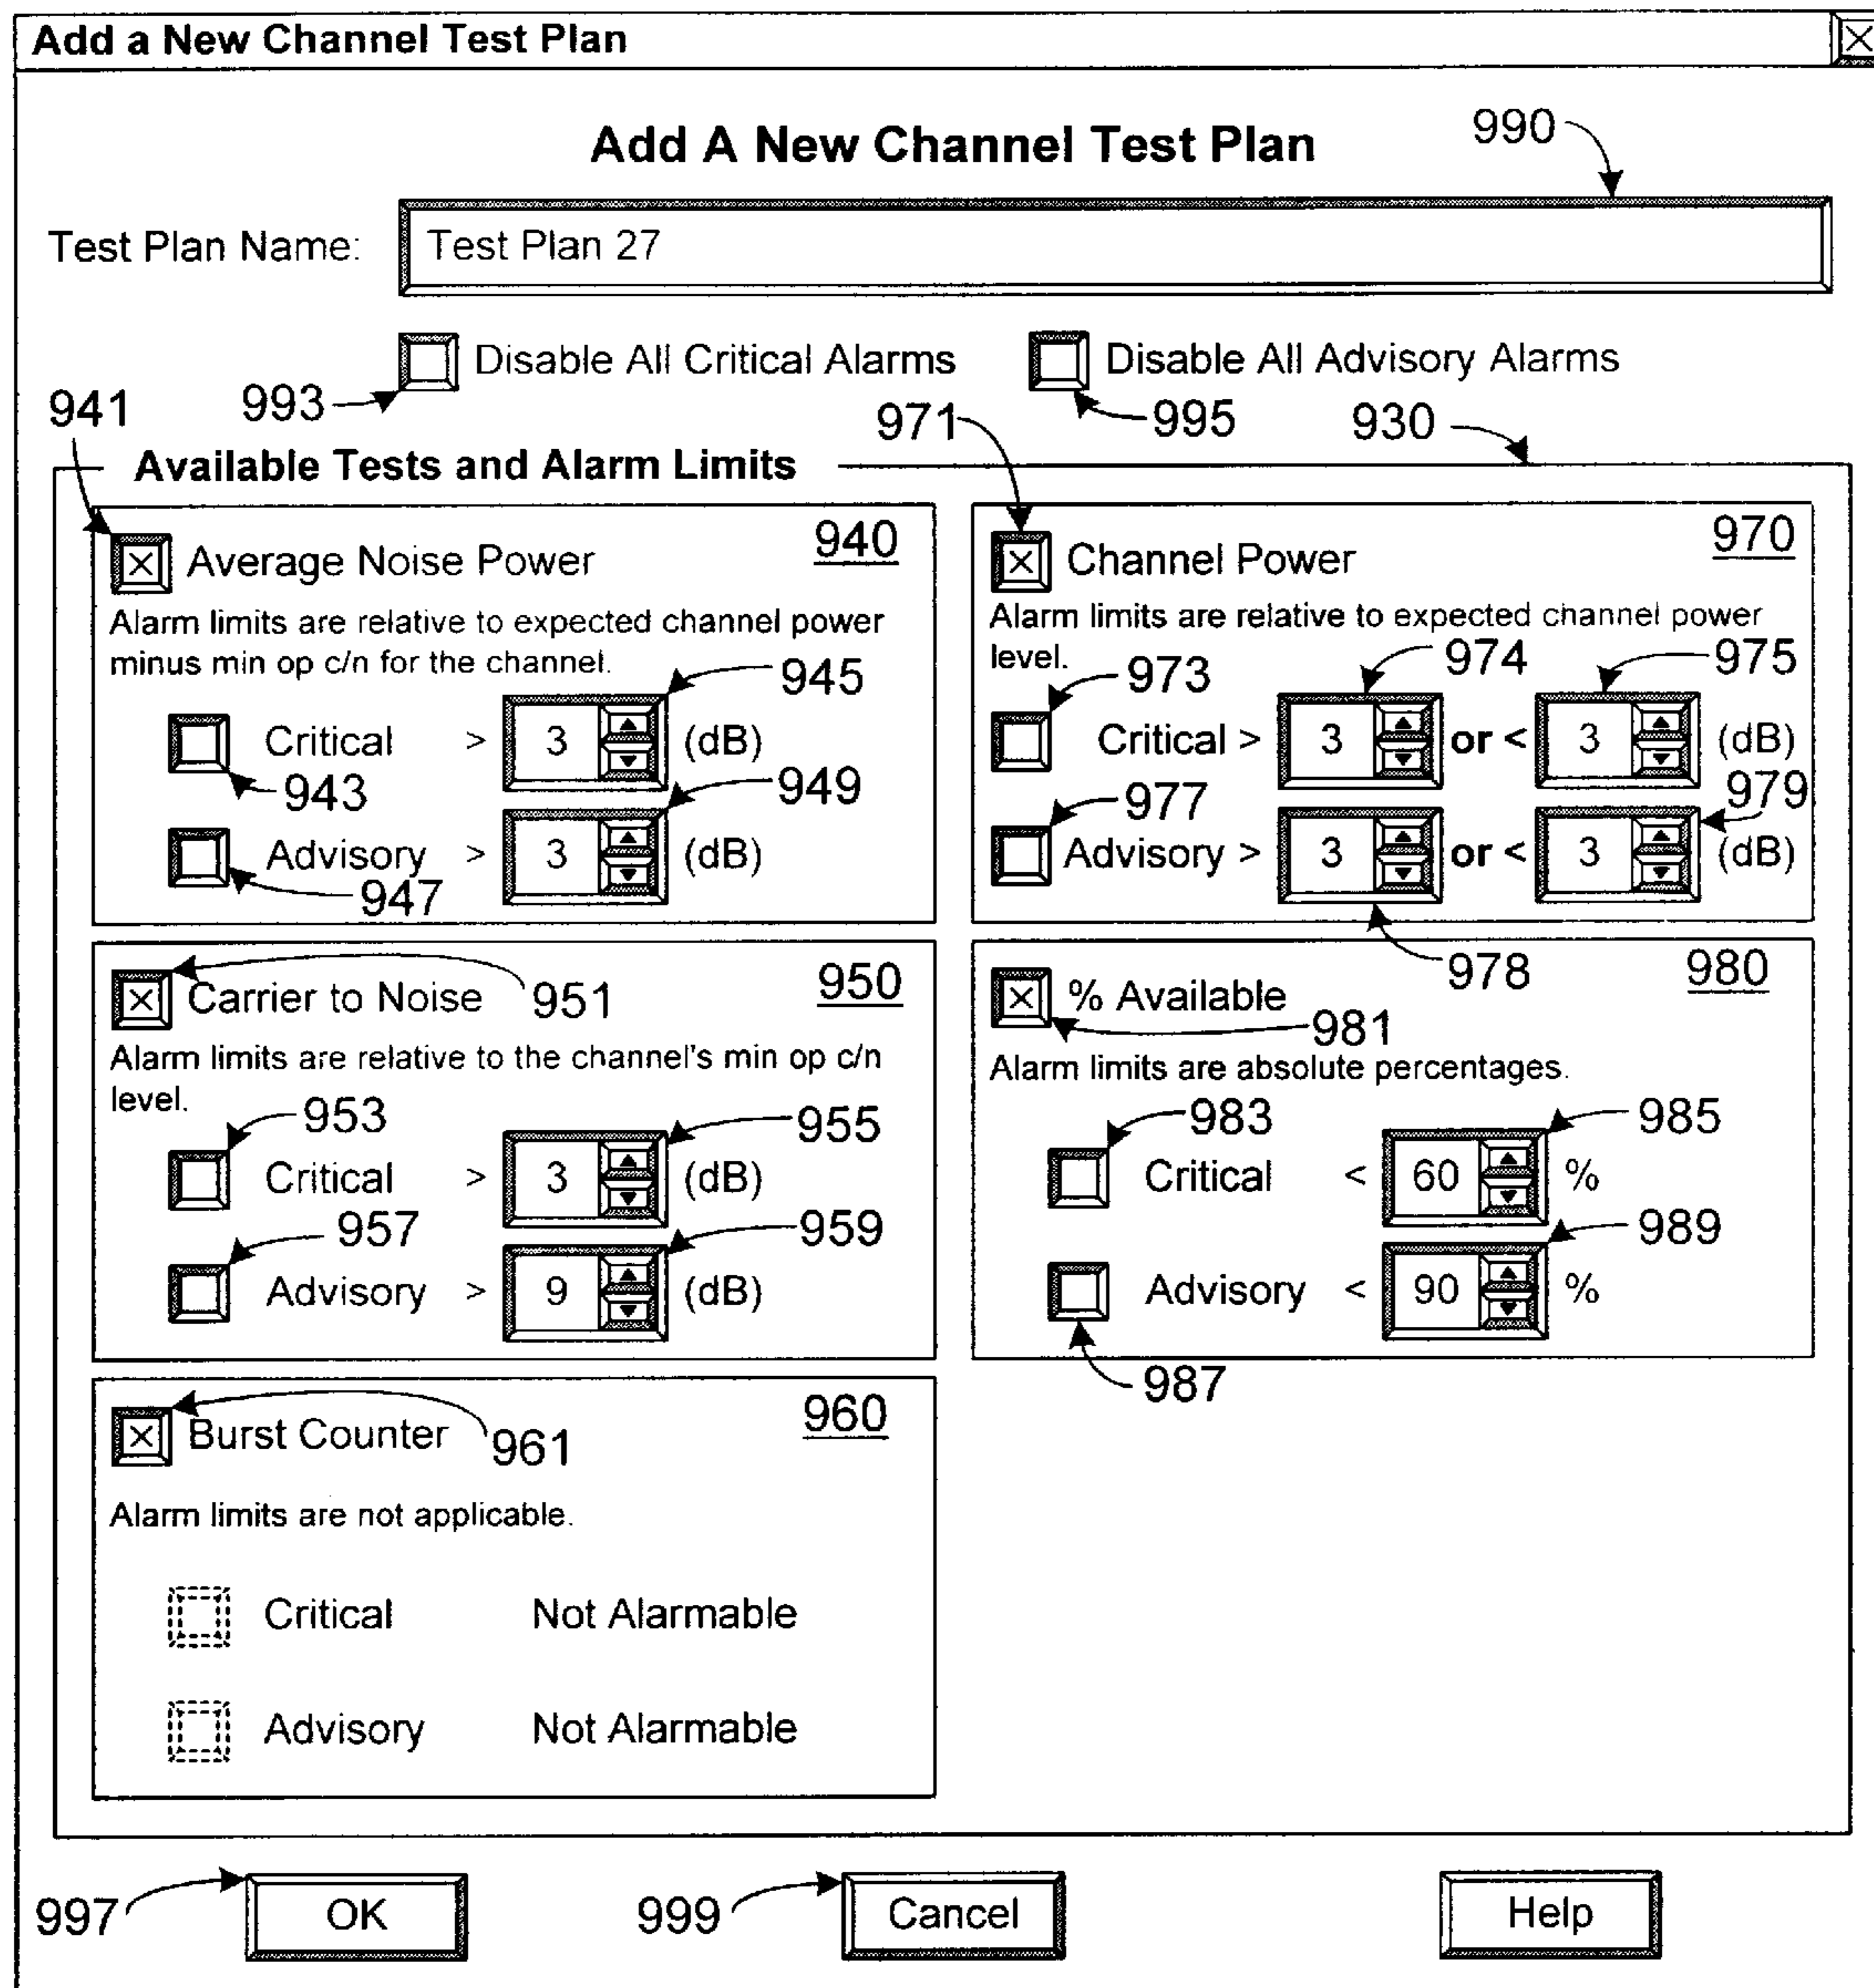 Add a New Channel Test Plan
Add A New Channel Test Plan
990
Test Plan Name:
Test Plan 27
Disable All Critical Alarms
Disable All Advisory Alarms
993
995
941
971
930
Available Tests and Alarm Limits
Average Noise Power
940
Alarm limits are relative to expected channel power
minus min op c/n for the channel.
945
Critical > 3 (dB)
943
949
Advisory > 3 (dB)
947
Channel Power
970
Alarm limits are relative to expected channel power
level.
973
974
975
Critical > 3 or < 3 (dB)
977
979
Advisory > 3 or < 3 (dB)
978
Carrier to Noise
951
950
Alarm limits are relative to the channel's min op c/n
level.
953
955
Critical > 3 (dB)
957
959
Advisory > 9 (dB)
% Available
980
981
Alarm limits are absolute percentages.
983
985
Critical < 60 %
989
Advisory < 90 %
987
Burst Counter
961
960
Alarm limits are not applicable.
Critical Not Alarmable
Advisory Not Alarmable
997
OK
999
Cancel
Help